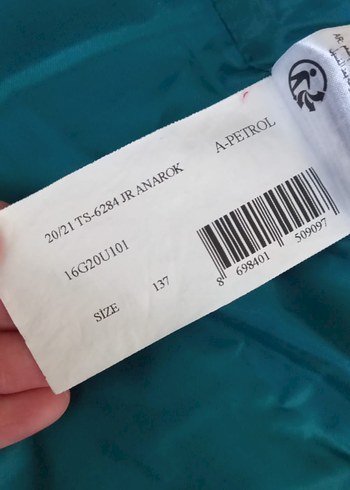 A-PETROL
20/21 TS-6284 JR ANAROK
16G20U101
SIZE 137
8 698401 509097